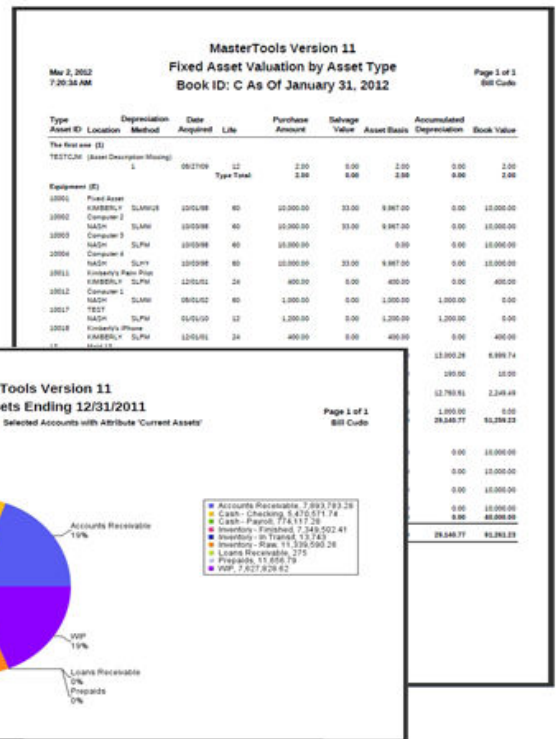 MasterTools Version 11
Mar 2, 2012 Fixed Asset Valuation by Asset Type Page 1 of 1
7:20:34 AM Book ID: C As Of January 31, 2012 Bill Cudo
Type Depreciation Date Purchase Salvage Accumulated
Asset ID Location Method Acquired Life Amount Value Asset Basis Depreciation Book Value
The first one (1)
TESTCJM (Asset Description Missing)
1 05/27/09 12 2.00 0.00 2.00 0.00 2.00
Type Total: 2.00 0.00 2.00 0.00 2.00
Equipment (E)
10001 Fixed Asset
KIMBERLY 10/01/98 60 10,000.00 33.00 9,967.00 0.00 10,000.00
10002 Computer 2
NASH SLMM 10/03/98 60 10,000.00 33.00 9,967.00 0.00 10,000.00
10003 Computer 3
NASH SLFM 10/03/98 60 10,000.00 0.00 0.00 10,000.00
10004 Computer 4
NASH SLHY 10/03/98 60 10,000.00 33.00 9,967.00 0.00 10,000.00
10011 Kimberly's Palm Pilot
KIMBERLY SLFM 12/01/01 24 400.00 0.00 400.00 0.00 400.00
10012 Computer 1
NASH SLMM 05/01/02 60 1,000.00 0.00 1,000.00 1,000.00 0.00
10017 TEST
NASH SLFM 01/01/10 12 1,200.00 0.00 1,200.00 1,200.00 0.00
10018 Kimberly's iPhone
KIMBERLY SLFM 12/01/01 24 400.00 0.00 400.00 0.00 400.00
13,000.26 6,999.74
10.00
12,750.51 2,249.49
1,000.00 0.00
29,140.77 51,259.23
0.00 10,000.00
0.00 10,000.00
0.00 10,000.00
0.00 10,000.00
0.00 40,000.00
29,140.77 91,261.23
Tools Version 11
ets Ending 12/31/2011 Page 1 of 1
Selected Accounts with Attribute 'Current Assets' Bill Cudo
Accounts Receivable, 7,893,783.28
Cash - Checking, 5,470,571.74
Cash - Payroll, 774,117.28
Inventory - Finished, 7,349,502.41
Inventory - In Transit, 13,743
Inventory - Raw, 11,339,590.26
Loans Receivable, 275
Prepaids, 11,656.79
WIP, 7,627,828.62
Accounts Receivable
19%
WIP
19%
Loans Receivable
0%
Prepaids
0%